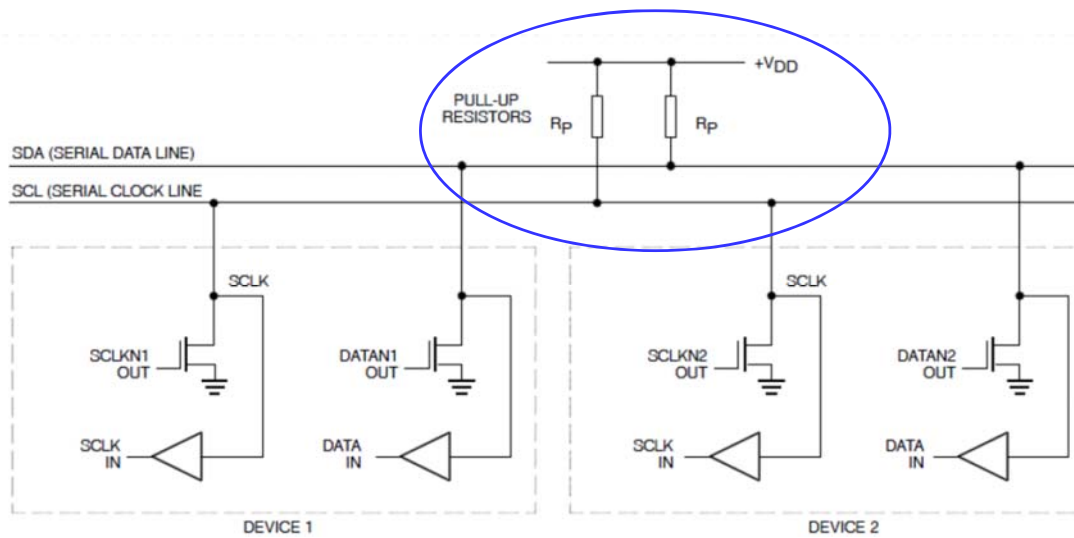 +VDD
PULL-UP
RESISTORS
RP
RP
SDA (SERIAL DATA LINE)
SCL (SERIAL CLOCK LINE
SCLK
SCLK
SCLKN1
OUT
DATAN1
OUT
SCLKN2
OUT
DATAN2
OUT
SCLK
IN
DATA
IN
SCLK
IN
DATA
IN
DEVICE 1
DEVICE 2